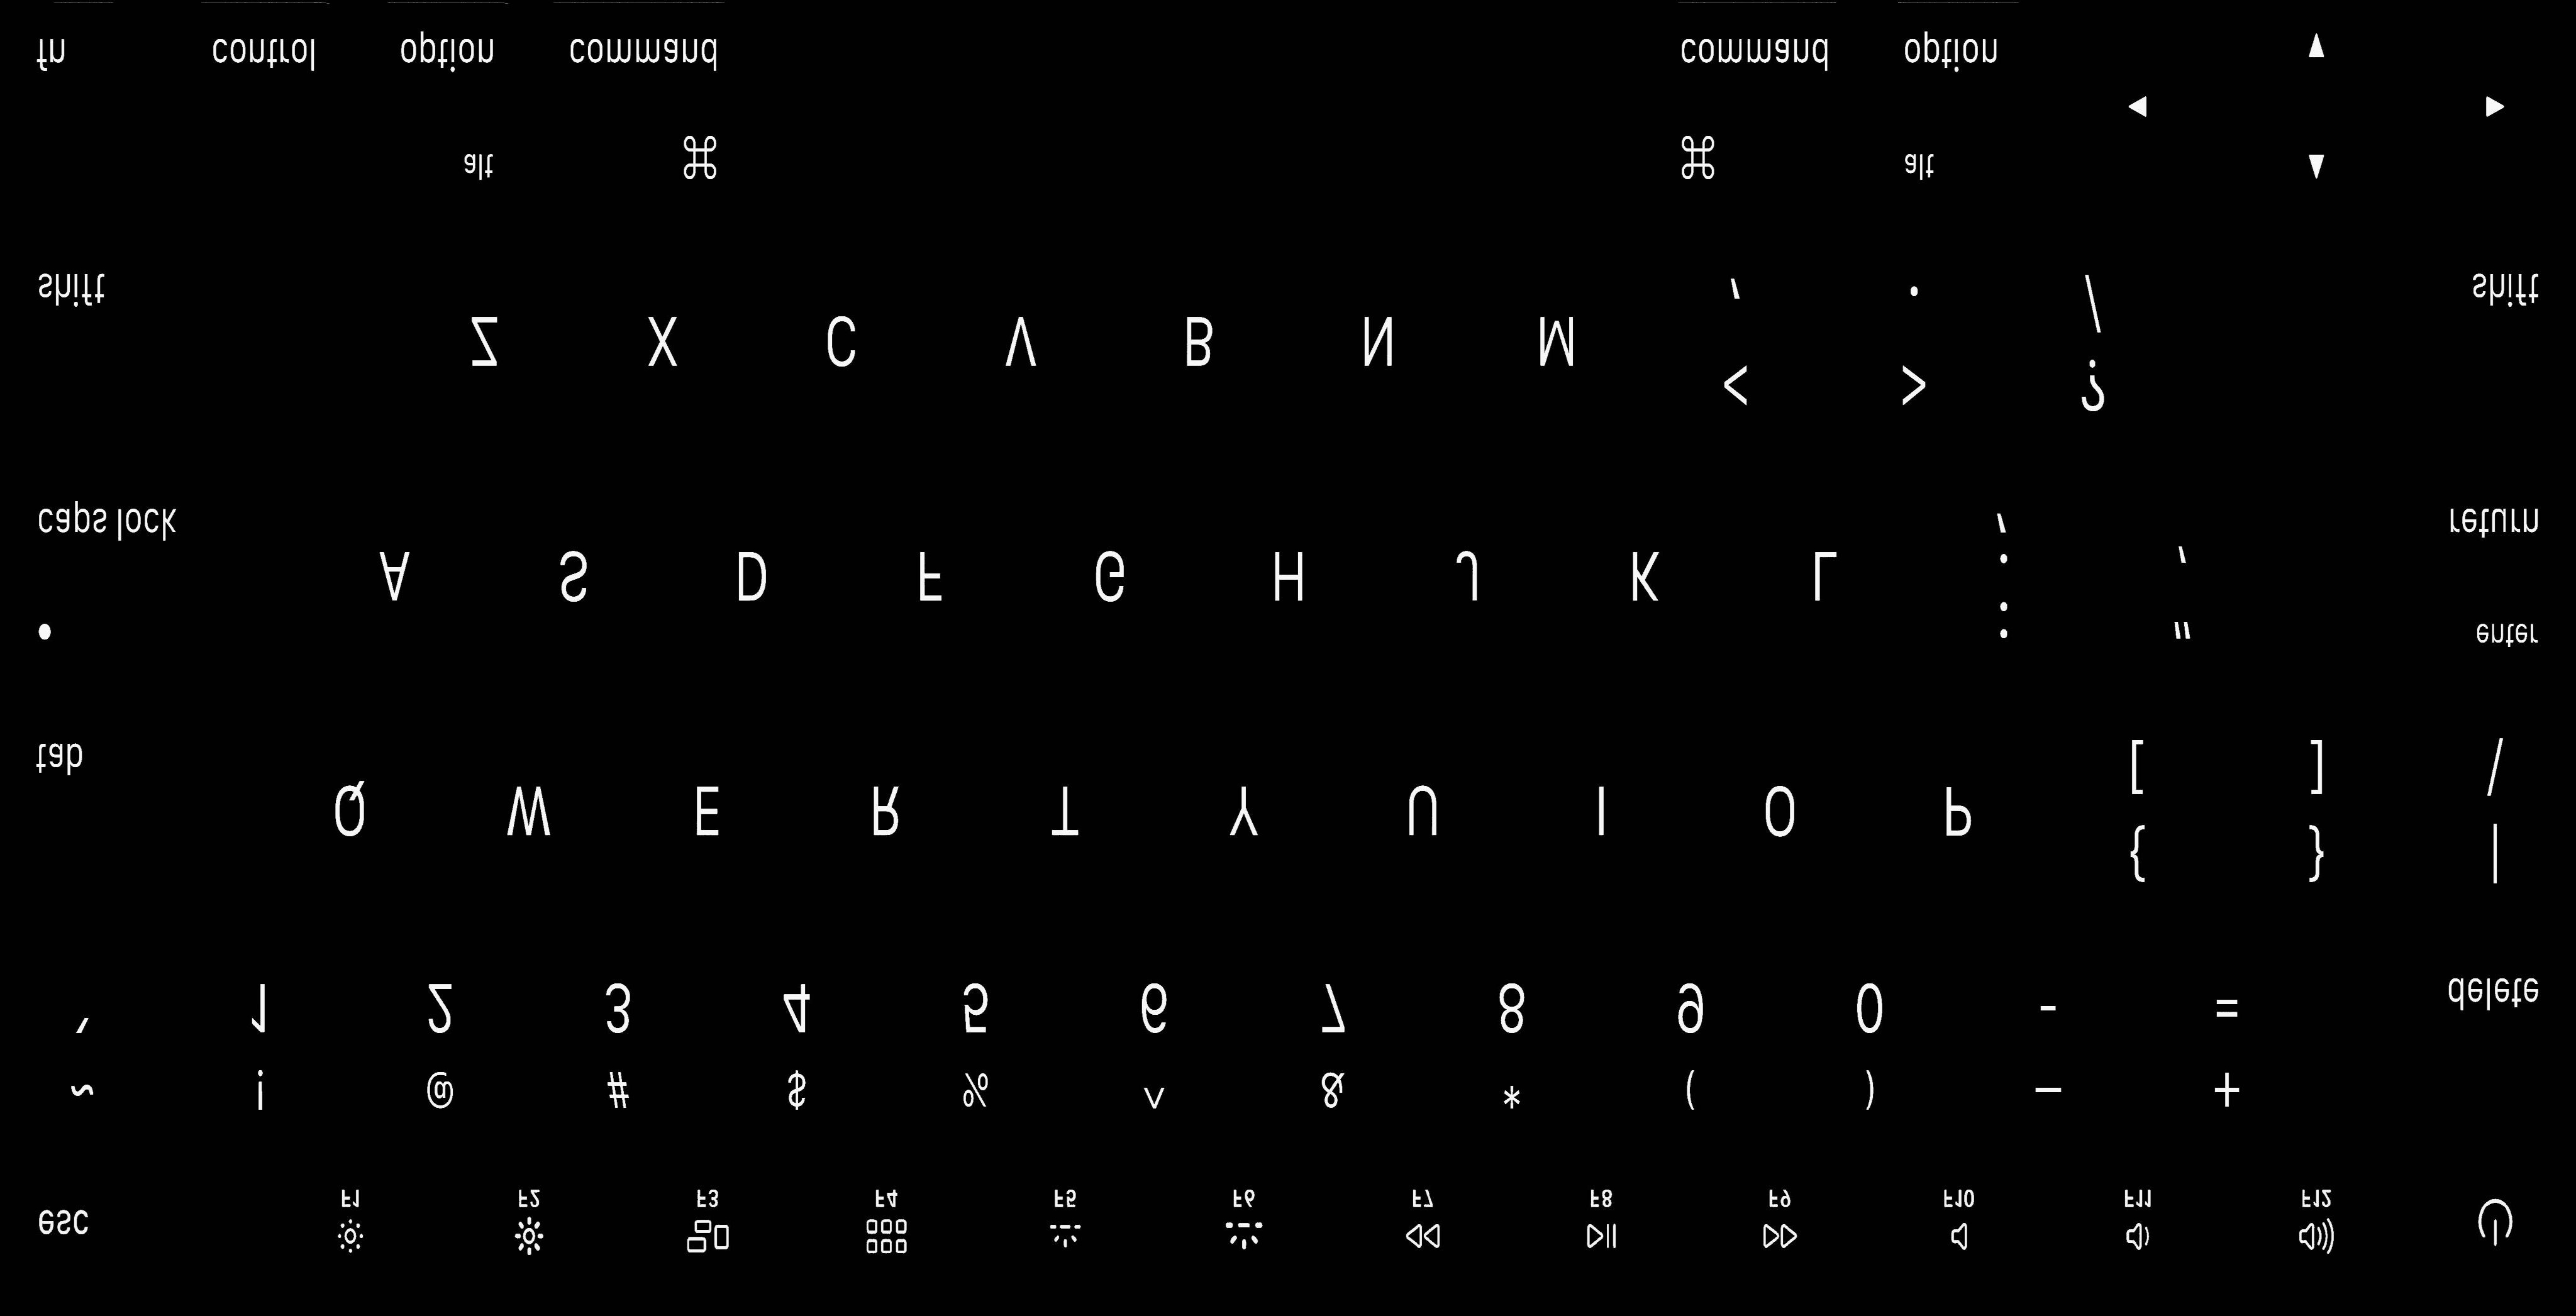 esc F1 F2 F3 F4 F5 F6 F7 F8 F9 F10 F11 F12
~ ! @ # $ % ^ & * ( ) — +
` 1 2 3 4 5 6 7 8 9 0 - = delete
{ } |
tab Q W E R T Y U I O P [ ] \
: " enter
caps lock A S D F G H J K L ; ' return
< > ?
shift Z X C V B N M , . / shift
alt ⌘ ⌘ alt
fn control option command command option